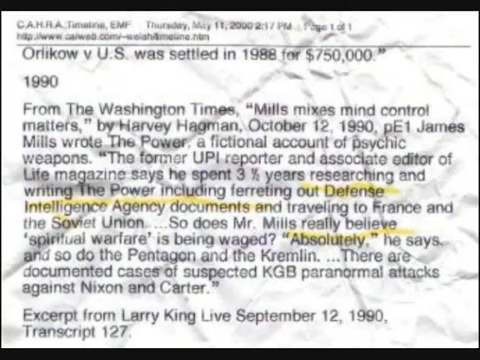 C.A.H.R.A. Timeline, EMF Thursday, May 11, 2000 2:17 PM Page 1 of 1
http://www.calweb.com/~welsh/timeline.htm
Orlikow v U.S. was settled in 1988 for $750,000."
1990
From The Washington Times, "Mills mixes mind control
matters," by Harvey Hagman, October 12, 1990, pE1 James
Mills wrote The Power, a fictional account of psychic
weapons. "The former UPI reporter and associate editor of
Life magazine says he spent 3 ½ years researching and
writing The Power including ferreting out Defense
Intelligence Agency documents and traveling to France and
the Soviet Union. ...So does Mr. Mills really believe
'spiritual warfare' is being waged? "Absolutely," he says.
and so do the Pentagon and the Kremlin. ...There are
documented cases of suspected KGB paranormal attacks
against Nixon and Carter."
Excerpt from Larry King Live September 12, 1990,
Transcript 127.